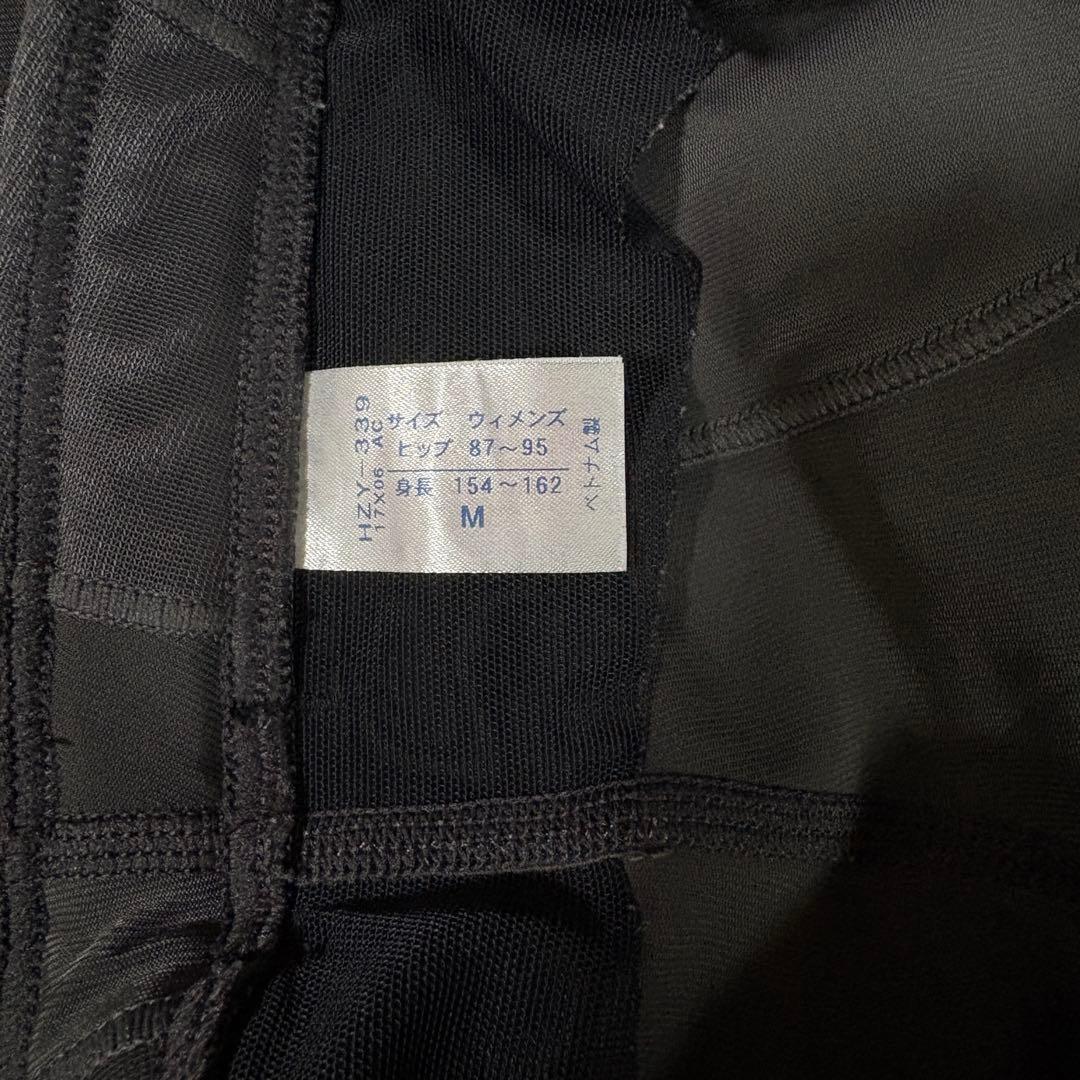 サイズ ウィメンズ
ヒップ 87～95
身長 154～162
M
HZY-339
17X06 AC
ベトナム製